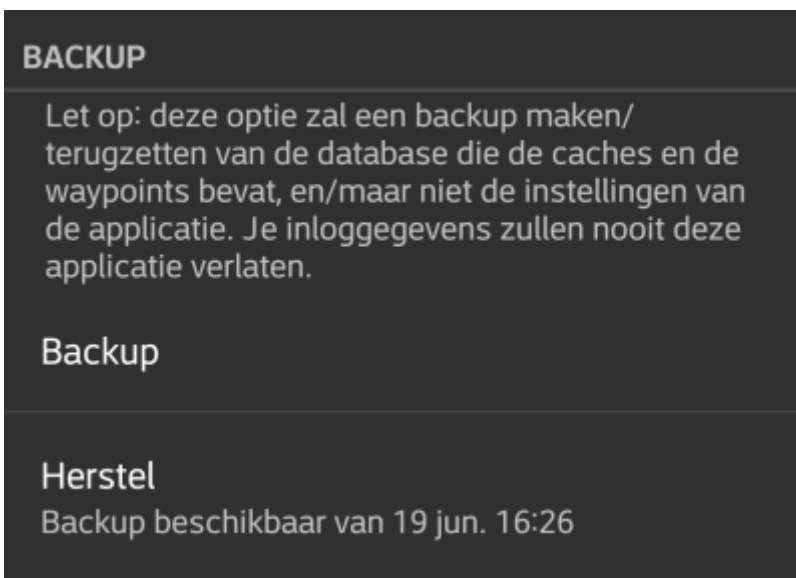 BACKUP
Let op: deze optie zal een backup maken/
terugzetten van de database die de caches en de
waypoints bevat, en/maar niet de instellingen van
de applicatie. Je inloggegevens zullen nooit deze
applicatie verlaten.
Backup
Herstel
Backup beschikbaar van 19 jun. 16:26